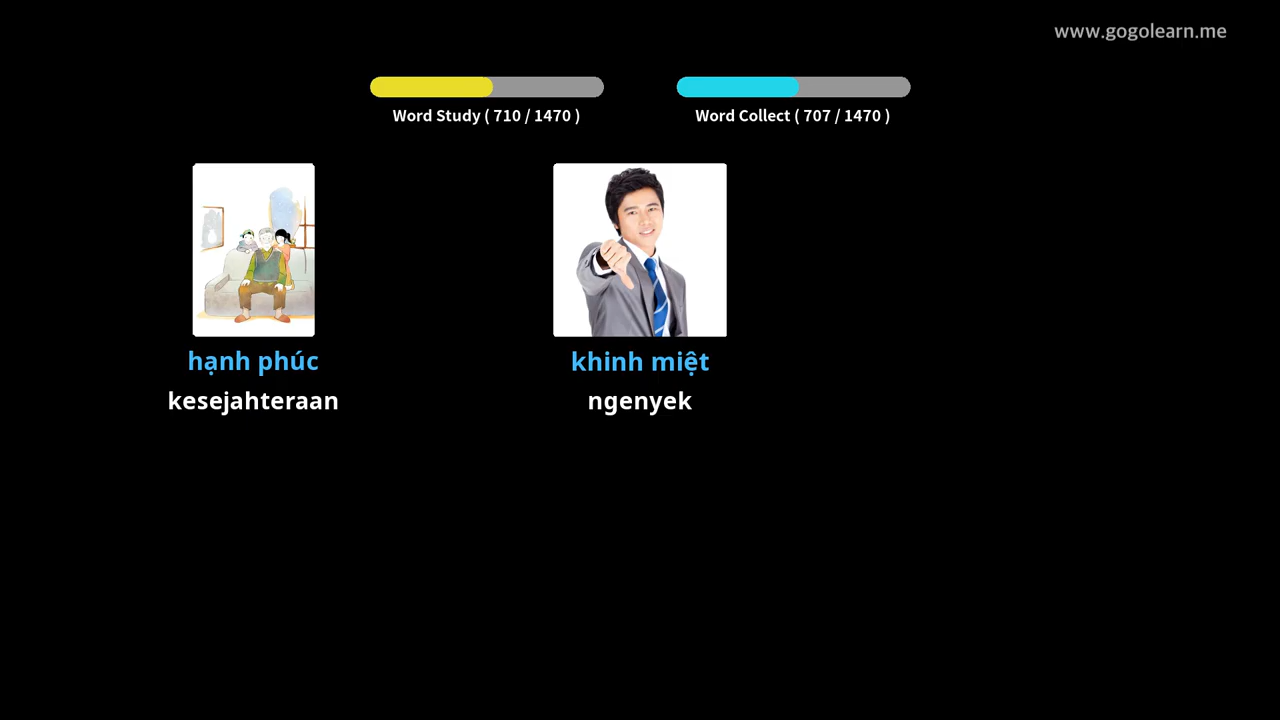 www.gogolearn.me
Word Study ( 710 / 1470 )
Word Collect ( 707 / 1470 )
hạnh phúc
kesejahteraan
khinh miệt
ngenyek